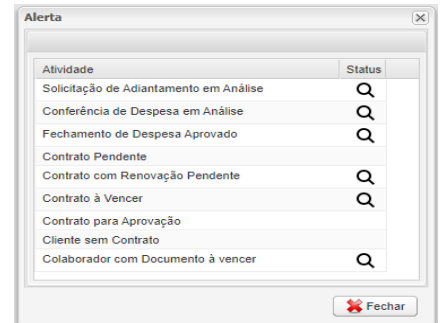 Alerta
Atividade Status
Solicitação de Adiantamento em Análise
Conferência de Despesa em Análise
Fechamento de Despesa Aprovado
Contrato Pendente
Contrato com Renovação Pendente
Contrato à Vencer
Contrato para Aprovação
Cliente sem Contrato
Colaborador com Documento à vencer
Fechar